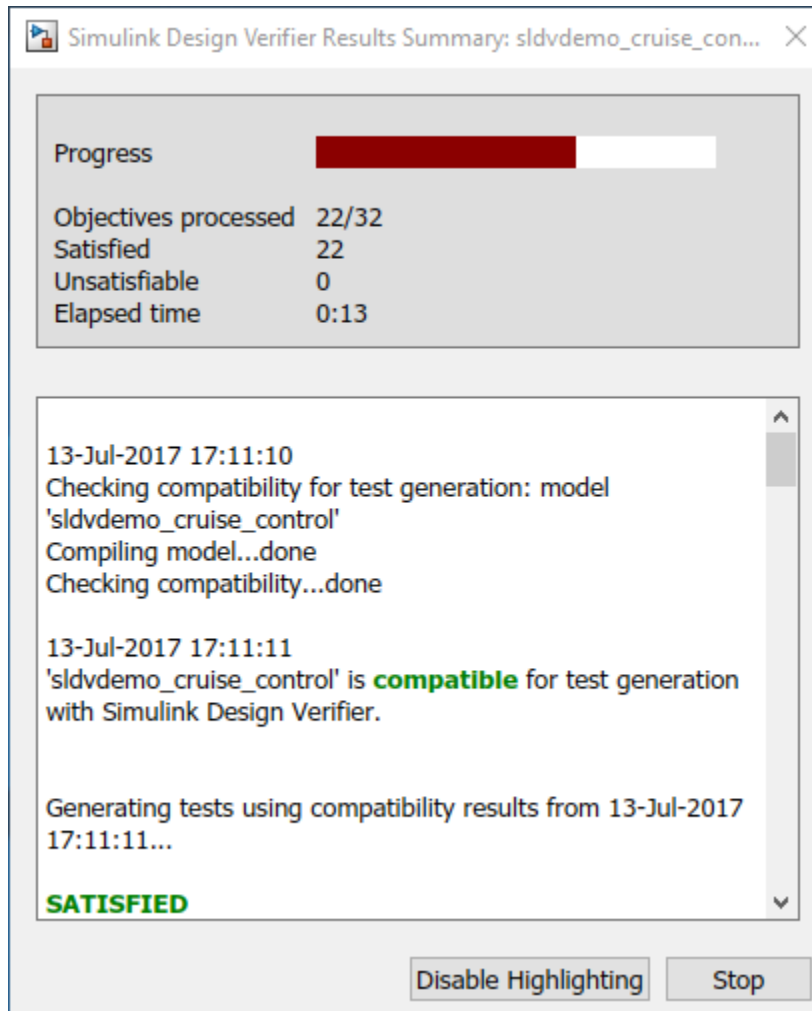 Simulink Design Verifier Results Summary: sldvdemo_cruise_con...
Progress
Objectives processed 22/32
Satisfied 22
Unsatisfiable 0
Elapsed time 0:13
13-Jul-2017 17:11:10
Checking compatibility for test generation: model
'sldvdemo_cruise_control'
Compiling model...done
Checking compatibility...done
13-Jul-2017 17:11:11
'sldvdemo_cruise_control' is compatible for test generation
with Simulink Design Verifier.
Generating tests using compatibility results from 13-Jul-2017
17:11:11...
SATISFIED
Disable Highlighting Stop